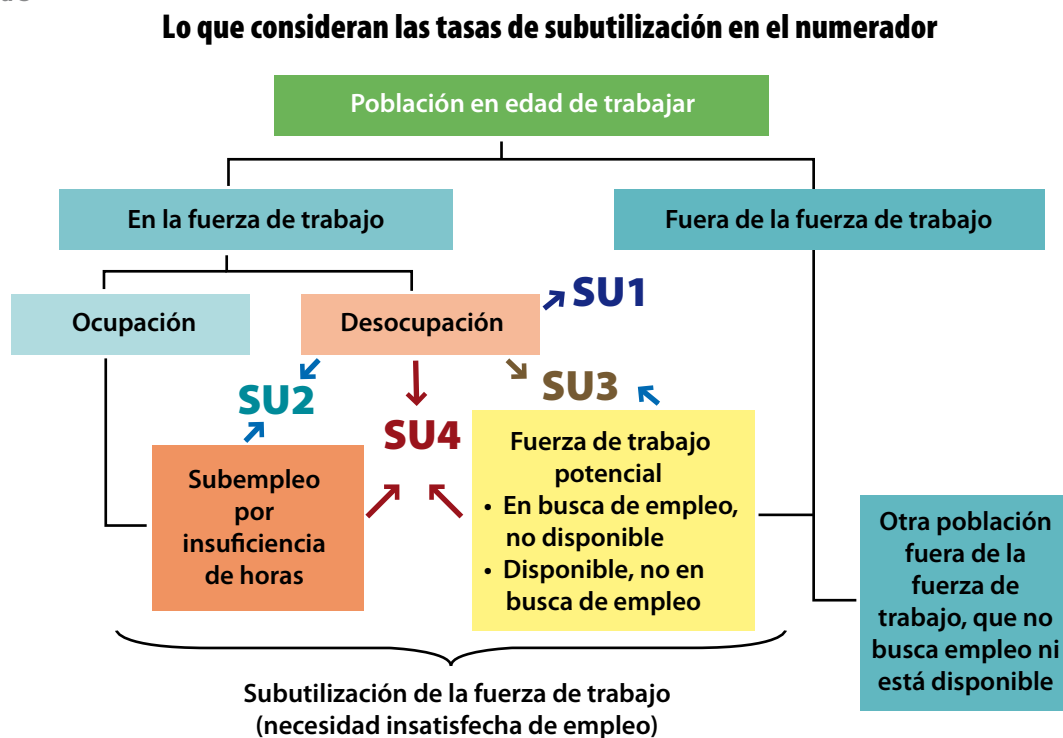 Lo que consideran las tasas de subutilización en el numerador
Población en edad de trabajar
En la fuerza de trabajo
Fuera de la fuerza de trabajo
Ocupación
Desocupación
SU1
SU2
SU3
SU4
Subempleo
por
insuficiencia
de horas
Fuerza de trabajo
potencial
• En busca de empleo,
no disponible
• Disponible, no en
busca de empleo
Otra población
fuera de la
fuerza de
trabajo, que no
busca empleo ni
está disponible
Subutilización de la fuerza de trabajo
(necesidad insatisfecha de empleo)